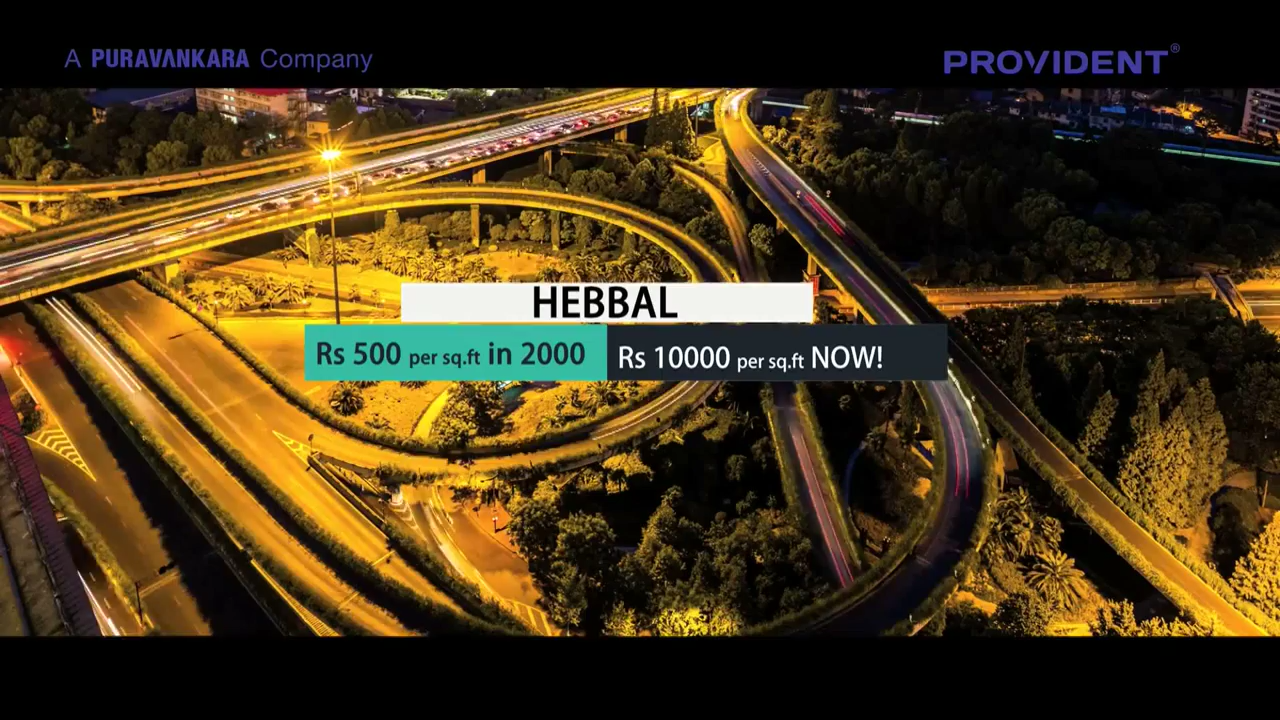 A PURAVANKARA Company
PROVIDENT®
HEBBAL
Rs 500 per sq.ft in 2000
Rs 10000 per sq.ft NOW!